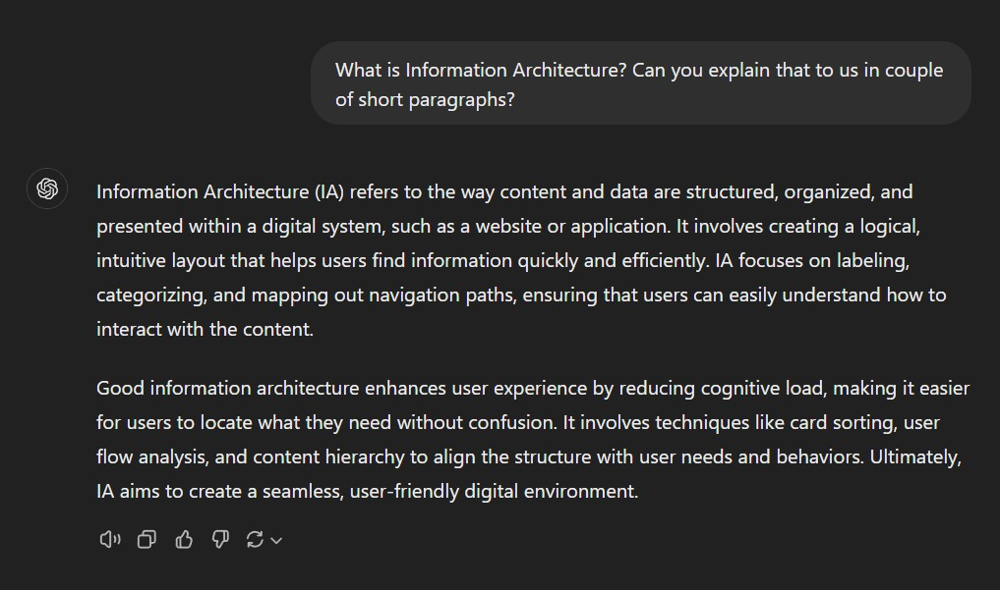 What is Information Architecture? Can you explain that to us in couple
of short paragraphs?
Information Architecture (IA) refers to the way content and data are structured, organized, and
presented within a digital system, such as a website or application. It involves creating a logical,
intuitive layout that helps users find information quickly and efficiently. IA focuses on labeling,
categorizing, and mapping out navigation paths, ensuring that users can easily understand how to
interact with the content.
Good information architecture enhances user experience by reducing cognitive load, making it easier
for users to locate what they need without confusion. It involves techniques like card sorting, user
flow analysis, and content hierarchy to align the structure with user needs and behaviors. Ultimately,
IA aims to create a seamless, user-friendly digital environment.